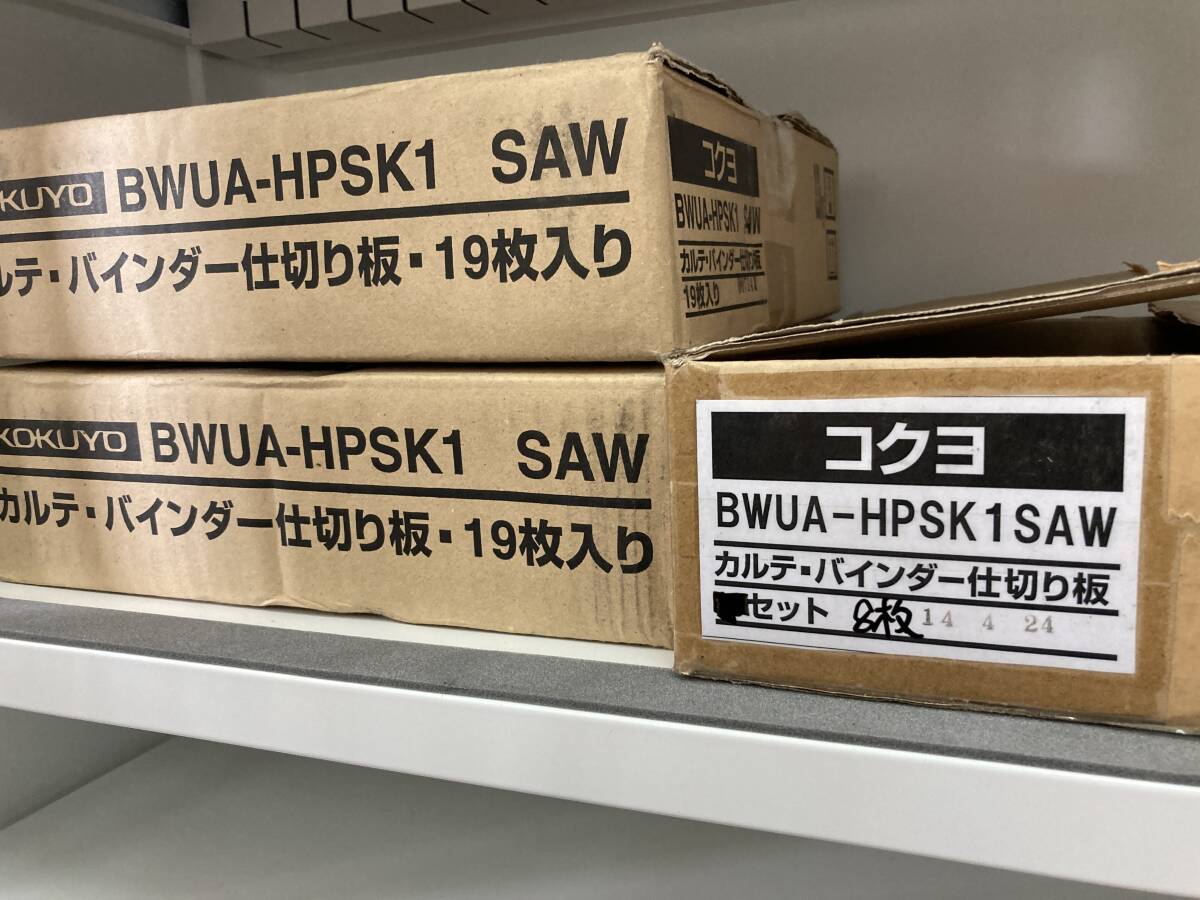 KUYO BWUA-HPSK1 SAW
ルテ・バインダー仕切り板・19枚入り
コクヨ
BWUA-HPSK1 SAW
カルテ・バインダー仕切り板
19枚入り
KOKUYO BWUA-HPSK1 SAW
カルテ・バインダー仕切り板・19枚入り
コクヨ
BWUA-HPSK1SAW
カルテ・バインダー仕切り板
セット 8枚 14 4 24